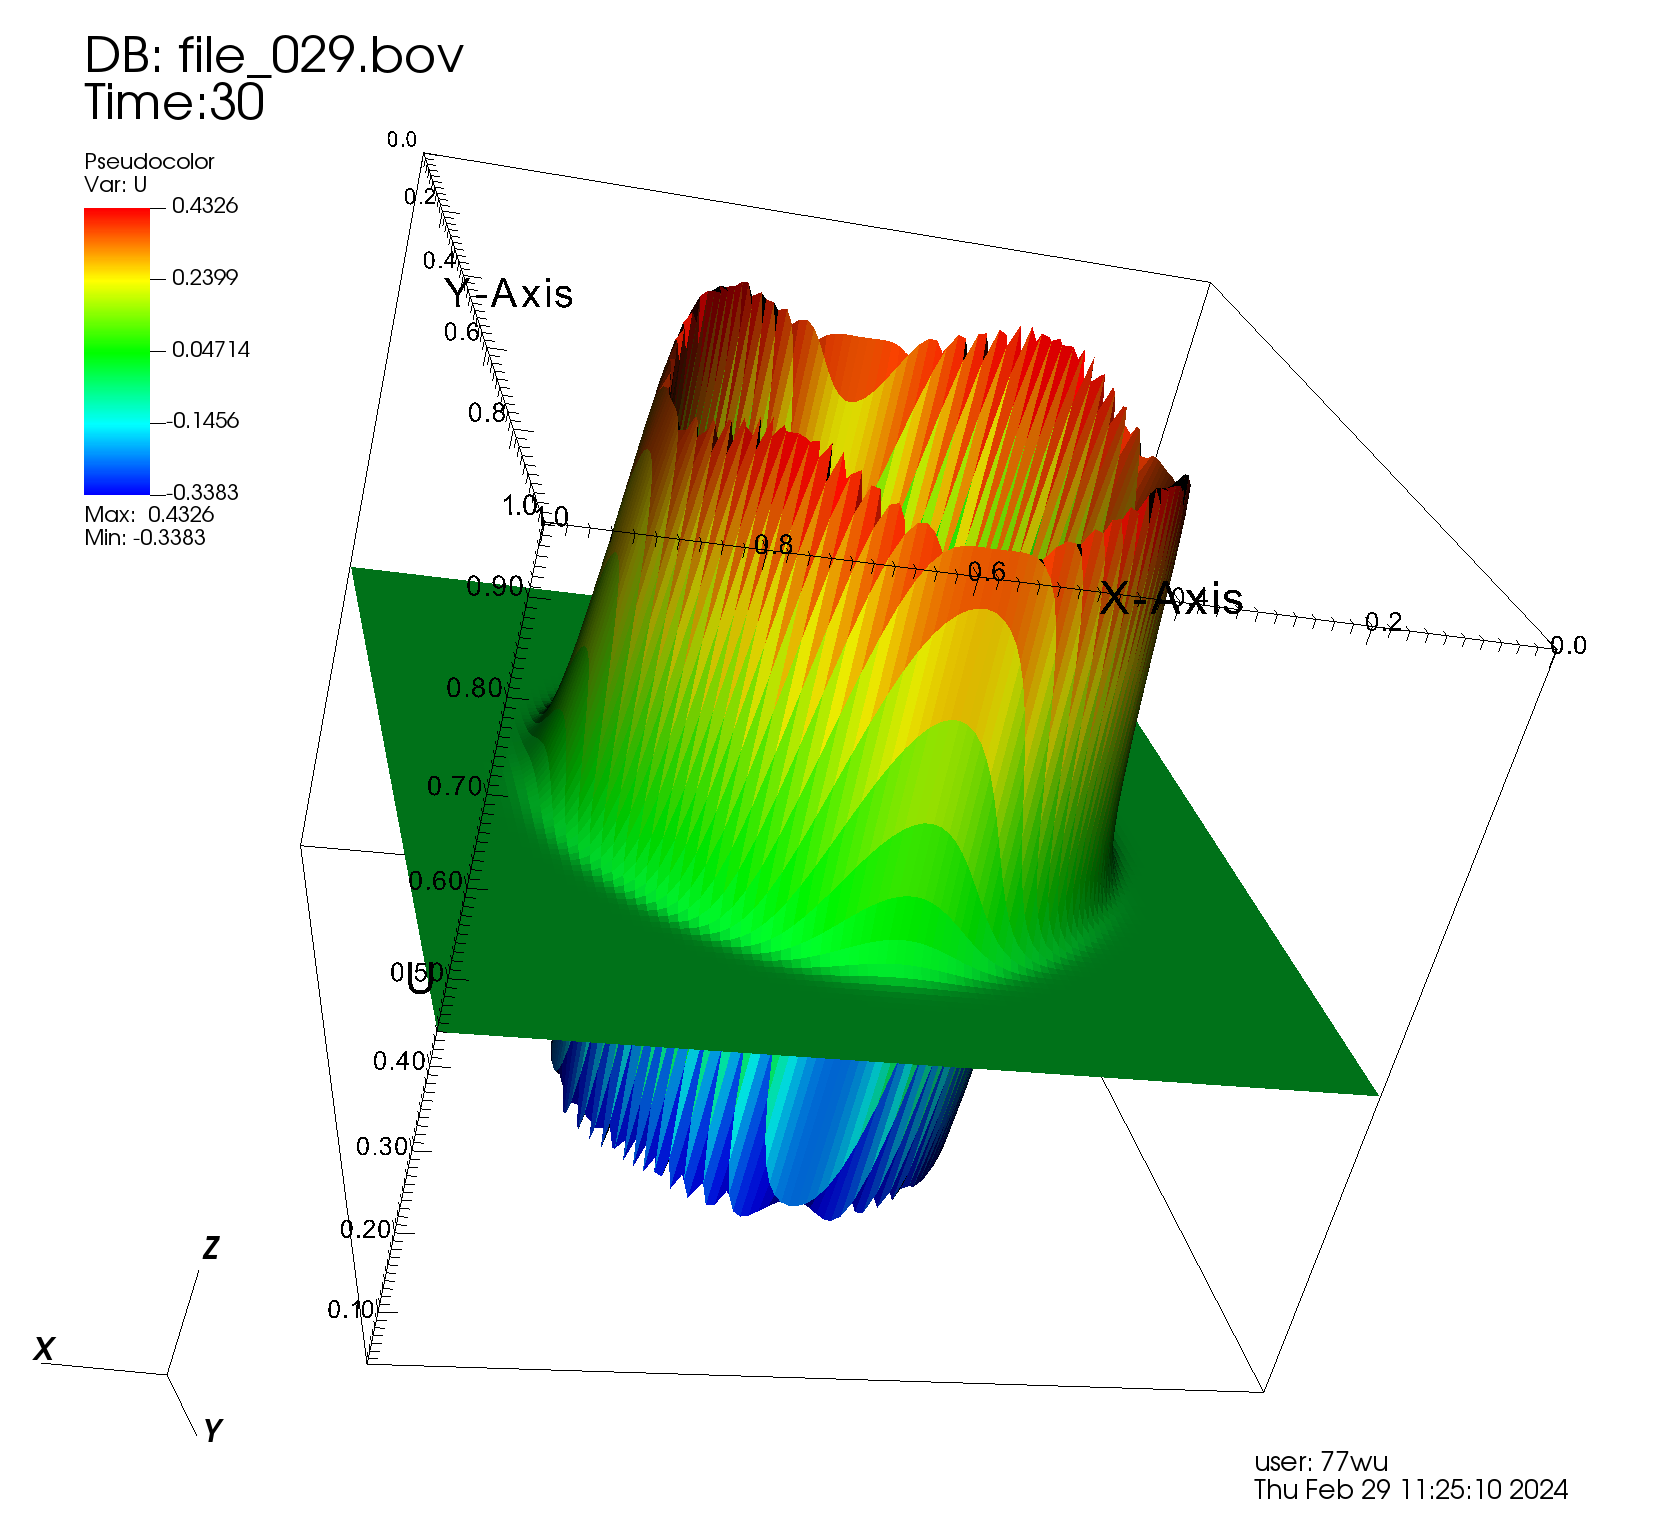 DB: file_029.bov
Time:30
Pseudocolor
Var: U
0.4326
0.2399
0.04714
-0.1456
-0.3383
Max: 0.4326
Min: -0.3383
0.0
0.2
0.4
Y-Axis
0.6
0.8
1.0
1.0
0.8
0.6
X-Axis
0.4
0.2
0.0
0.90
0.80
0.70
0.60
0.50
U
0.40
0.30
0.20
0.10
Z
X
Y
user: 77wu
Thu Feb 29 11:25:10 2024